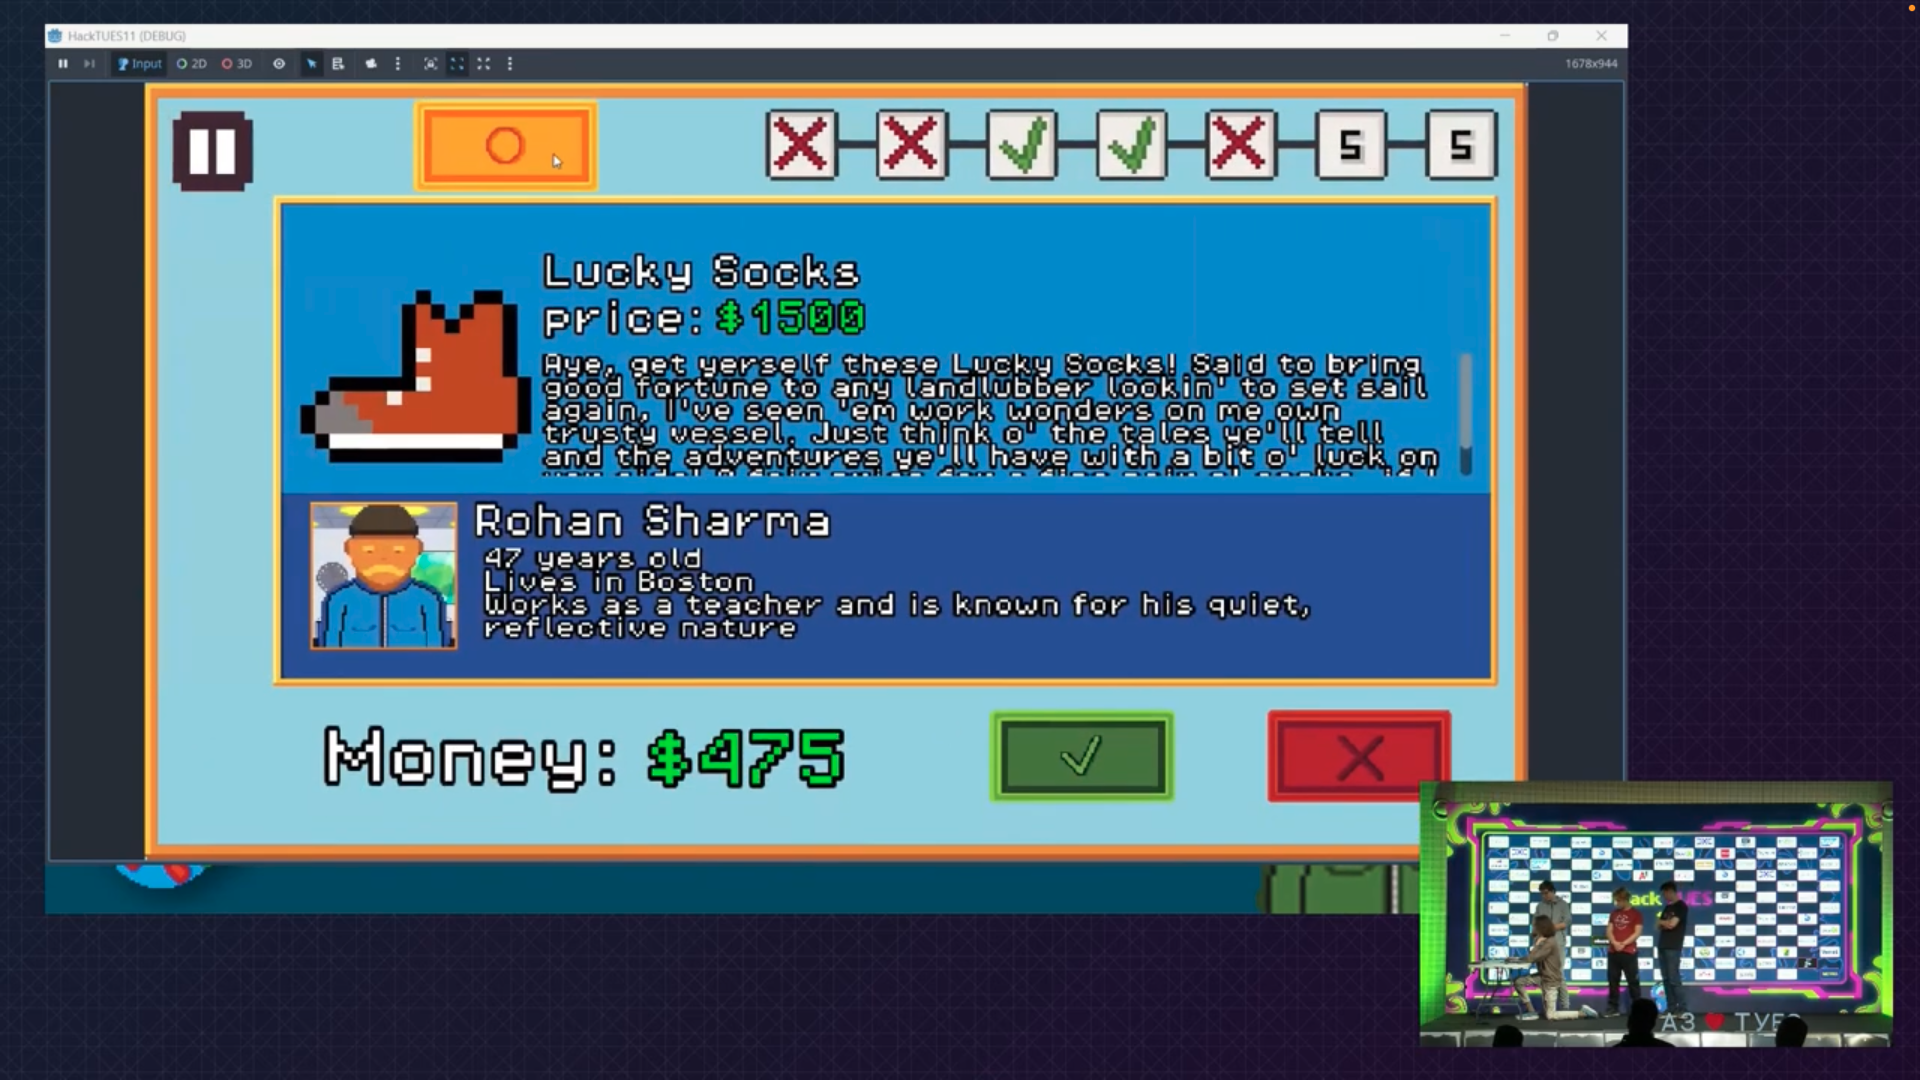 HackTUES11 (DEBUG)
Input 2D 3D 1678x944
5 5
Lucky Socks
price: $1500
Aye, get yerself these Lucky Socks! Said to bring
good fortune to any landlubber lookin' to set sail
again, I've seen 'em work wonders on me own
trusty vessel. Just think o' the tales ye'll tell
and the adventures ye'll have with a bit o' luck on
Rohan Sharma
47 years old
Lives in Boston
Works as a teacher and is known for his quiet,
reflective nature
Money: $475
АЗ ❤ ТУЕС